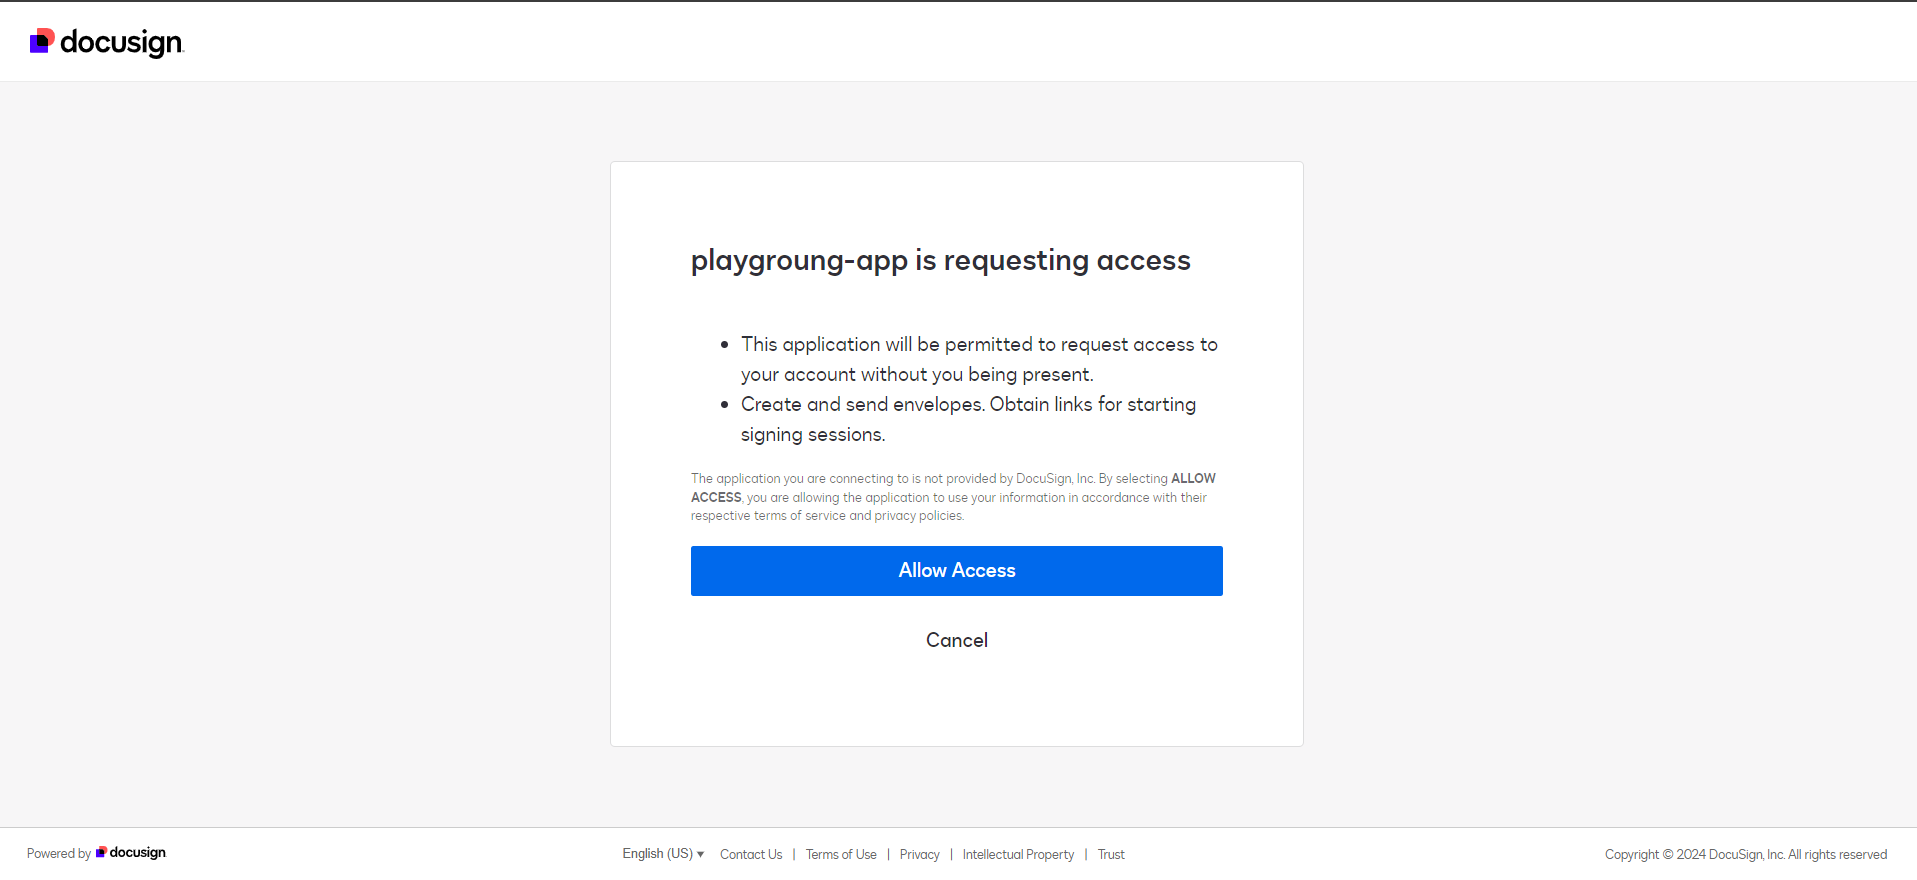 docusign
playgroung-app is requesting access
• This application will be permitted to request access to
your account without you being present.
• Create and send envelopes. Obtain links for starting
signing sessions.
The application you are connecting to is not provided by DocuSign, Inc. By selecting ALLOW
ACCESS, you are allowing the application to use your information in accordance with their
respective terms of service and privacy policies.
Allow Access
Cancel
Powered by docusign
English (US) ▼ Contact Us | Terms of Use | Privacy | Intellectual Property | Trust
Copyright © 2024 DocuSign, Inc. All rights reserved